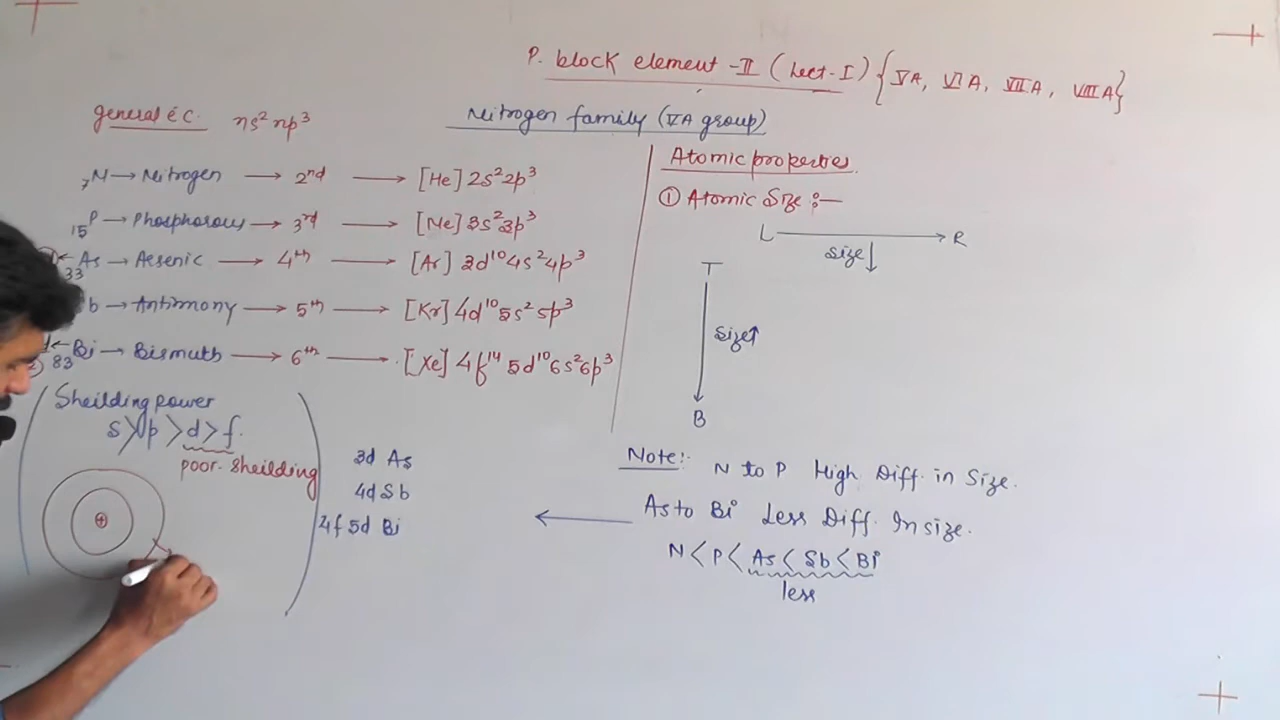 P. block element -II (Lect-I) {VA, VIA, VIIA, VIIIA}
general é C. ns² np³
Nitrogen family (VA group)
₇N → Nitrogen → 2nd → [He] 2s² 2p³
₁₅P → Phosphorous → 3rd → [Ne] 3s² 3p³
₃₃As → Arsenic → 4th → [Ar] 3d¹⁰ 4s² 4p³
b → Antimony → 5th → [Kr] 4d¹⁰ 5s² 5p³
₈₃Bi → Bismuth → 6th → [Xe] 4f¹⁴ 5d¹⁰ 6s² 6p³
Atomic properties
① Atomic Size :—
L → R
Size ↓
T
Size ↑
B
Sheilding power
s > p > d > f.
poor sheilding
3d As
4d Sb
4f 5d Bi
Note:- N to P High Diff. in Size.
As to Bi Less Diff. In size.
N < P < As < Sb < Bi
less